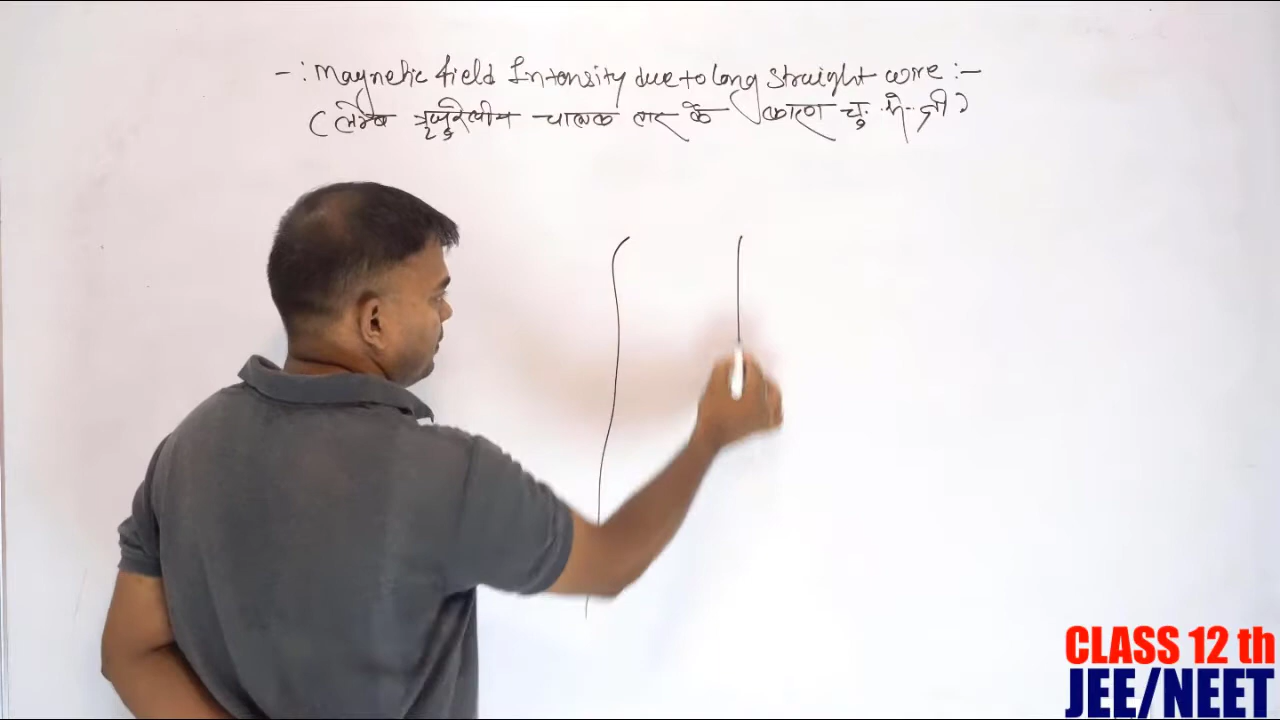 -: Magnetic field Intensity due to long straight wire :-
(लम्बे ऋजुरेखीय चालक तार के कारण चु. क्षे. ती)
CLASS 12 th
JEE/NEET